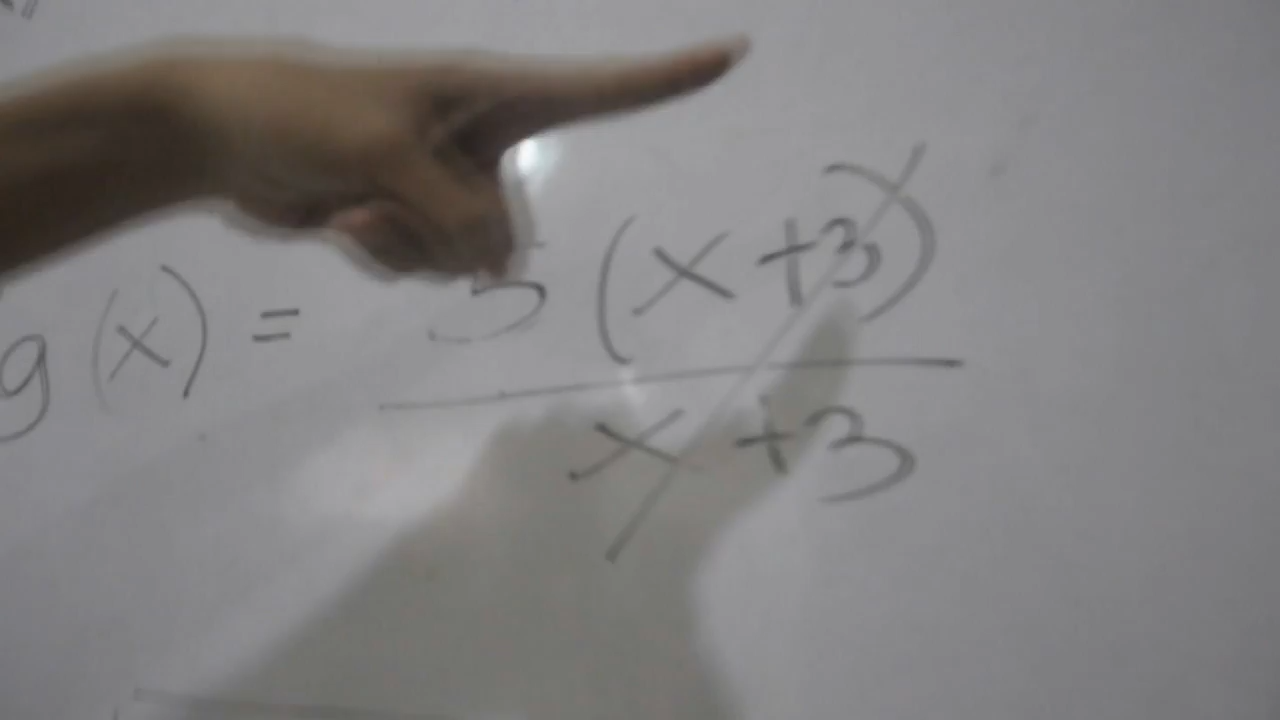 g(x) = 5(x+3)
x+3